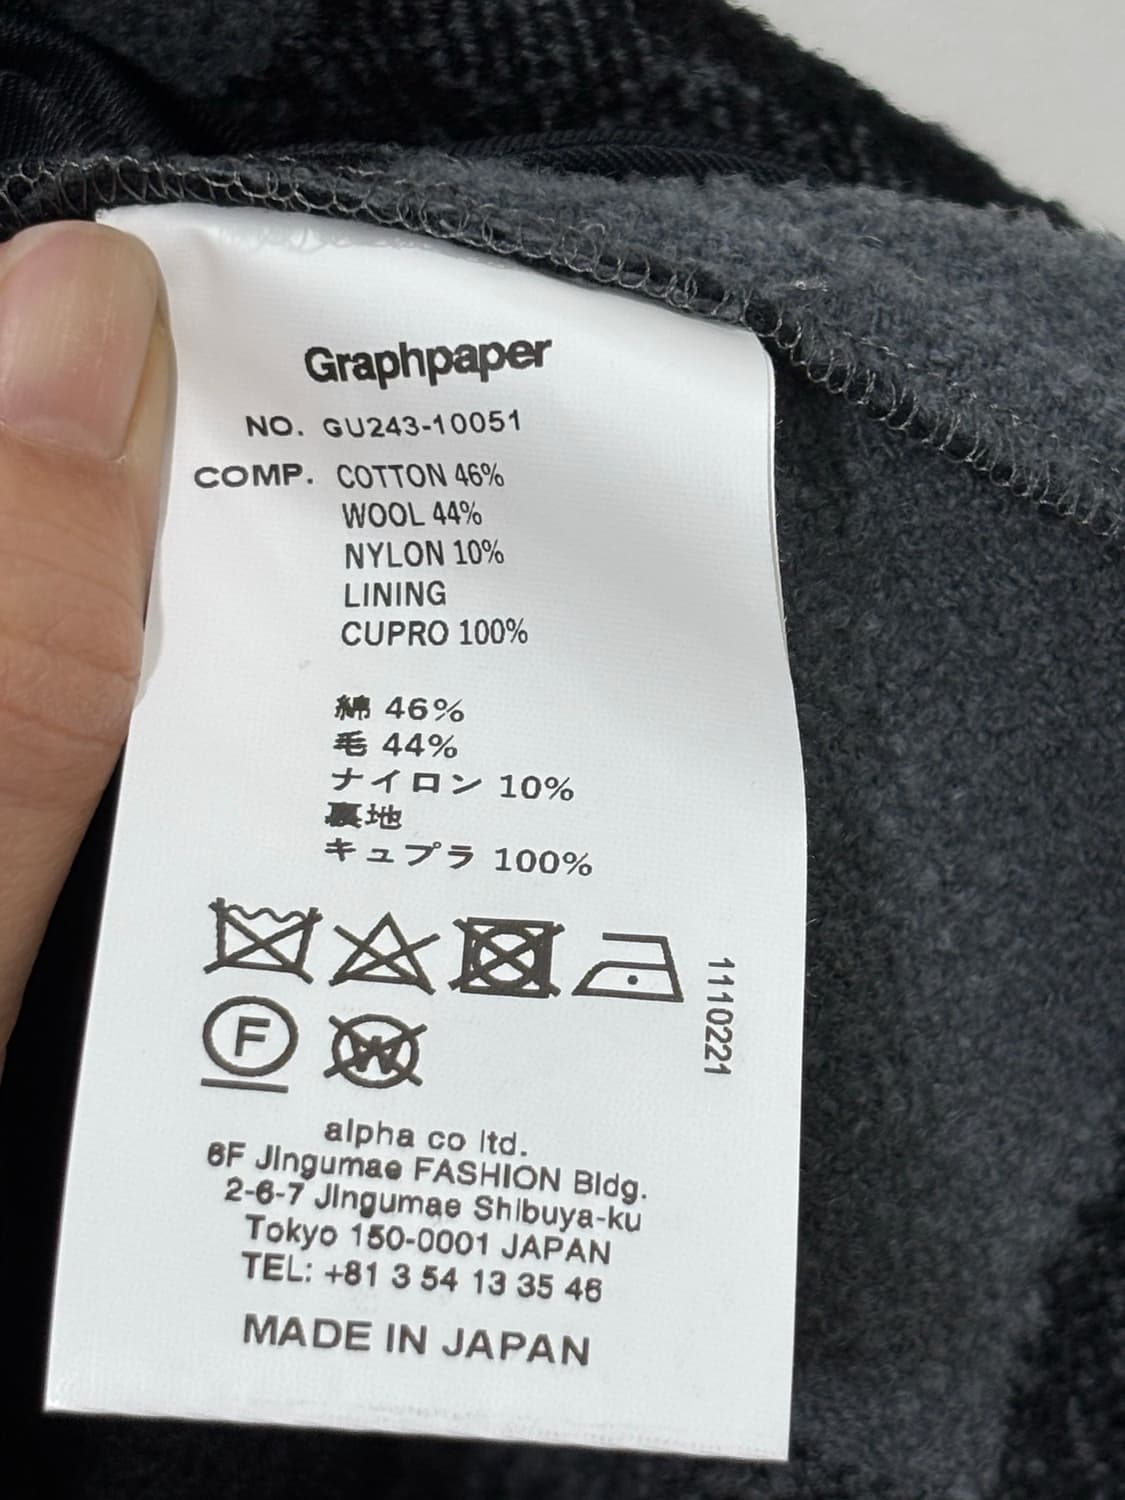 Graphpaper
NO. GU243-10051
COMP. COTTON 46%
WOOL 44%
NYLON 10%
LINING
CUPRO 100%
綿 46%
毛 44%
ナイロン 10%
裏地
キュプラ 100%
F
W
1110221
alpha co ltd.
6F Jingumae FASHION Bldg.
2-6-7 Jingumae Shibuya-ku
Tokyo 150-0001 JAPAN
TEL: +81 3 54 13 35 46
MADE IN JAPAN